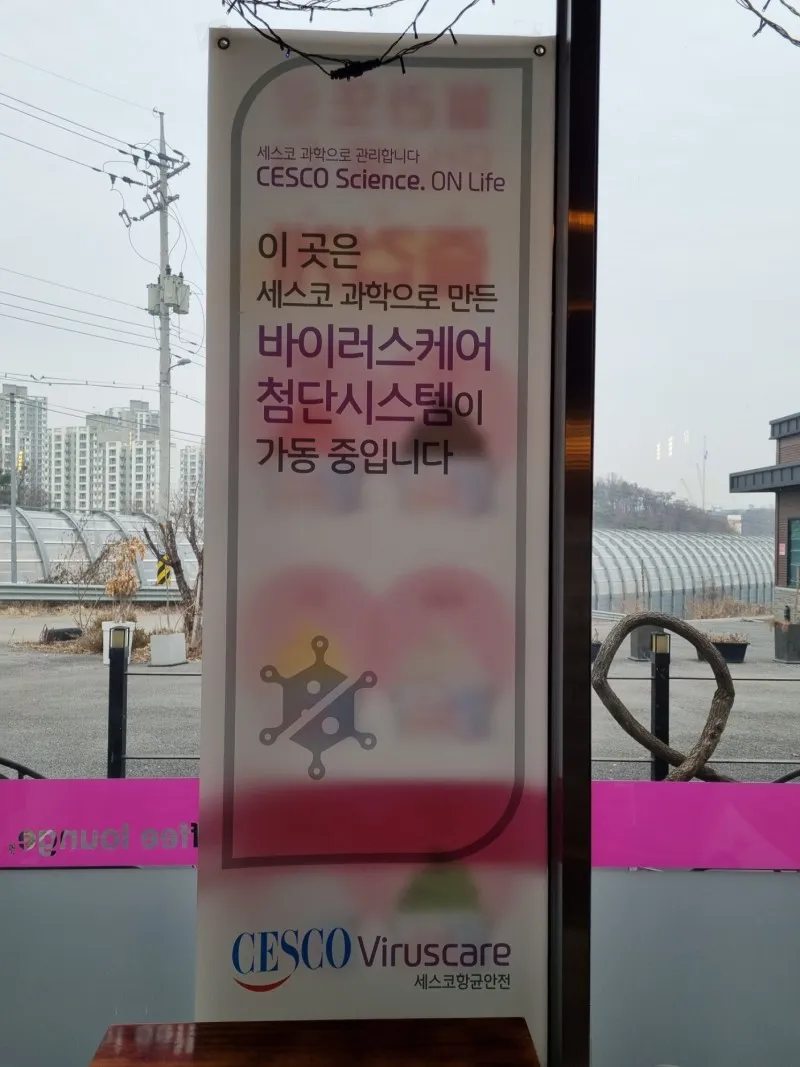 세스코 과학으로 관리합니다
CESCO Science. ON Life
이 곳은
세스코 과학으로 만든
바이러스케어
첨단시스템이
가동 중입니다
ffee lounge.
CESCO Viruscare
세스코항균안전